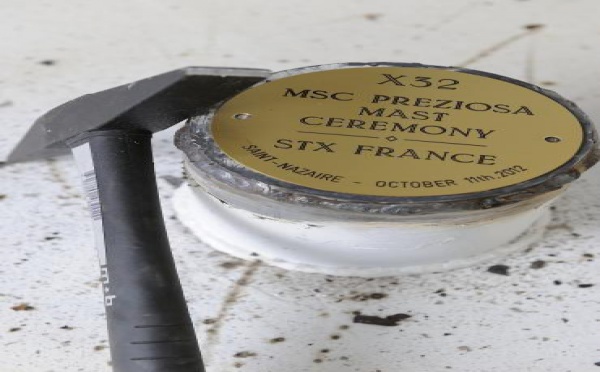 X32
MSC PREZIOSA
MAST
CEREMONY
STX FRANCE
SAINT-NAZAIRE - OCTOBER 11th. 2012